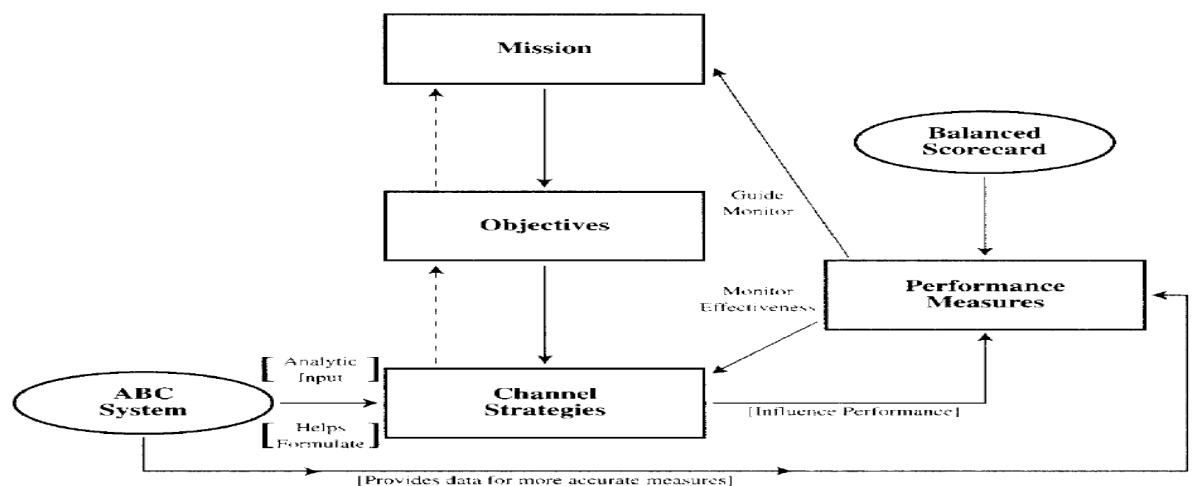 Mission
Balanced
Scorecard
Guide
Monitor
Objectives
Performance
Measures
Monitor
Effectiveness
[Analytic
Input]
ABC
System
Channel
Strategies
[Influence Performance]
[Helps
Formulate]
[Provides data for more accurate measures]